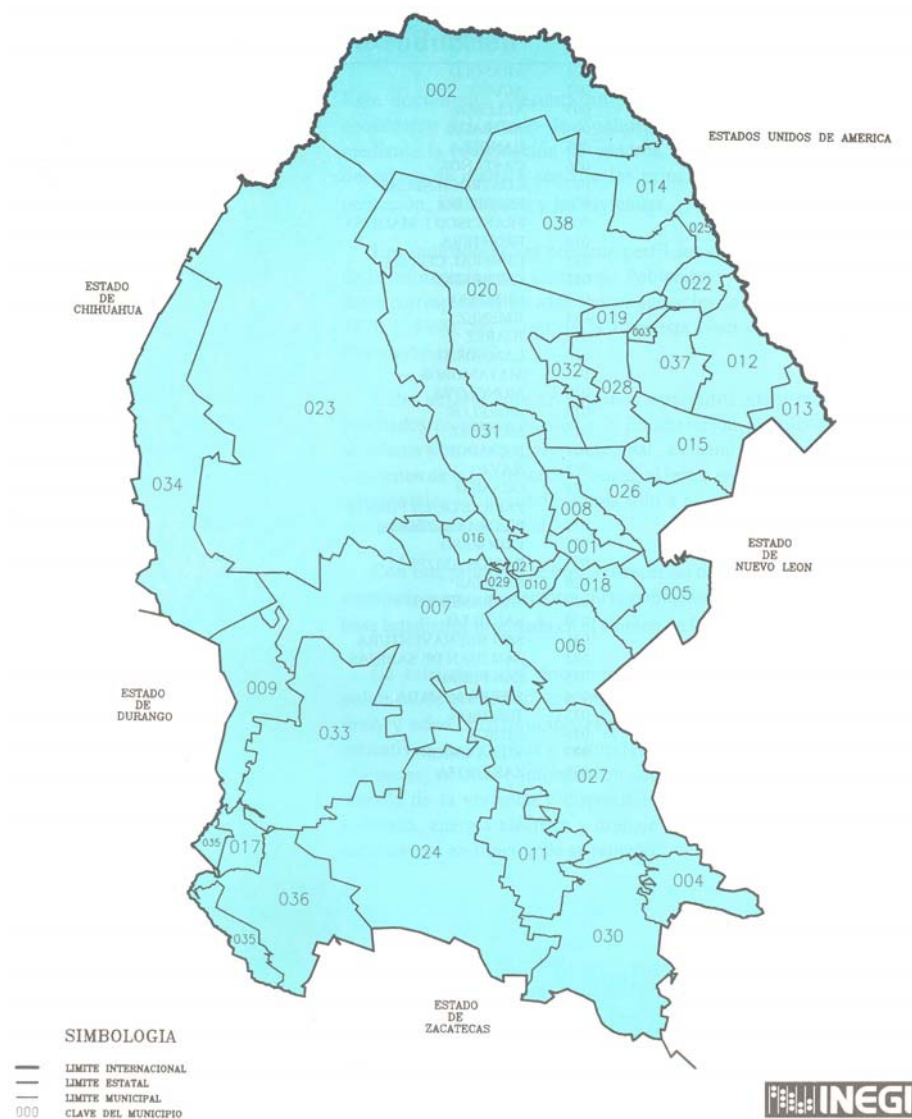 002
ESTADOS UNIDOS DE AMERICA
014
038
025
ESTADO
DE
CHIHUAHUA
020
022
019
003
012
032
037
028
023
013
031
015
034
026
008
016
001
ESTADO
DE
NUEVO LEON
021
029
010
018
005
007
006
009
ESTADO
DE
DURANGO
033
027
035
017
024
011
004
036
035
030
ESTADO
DE
ZACATECAS
SIMBOLOGIA
LIMITE INTERNACIONAL
LIMITE ESTATAL
LIMITE MUNICIPAL
000 CLAVE DEL MUNICIPIO
INEGI